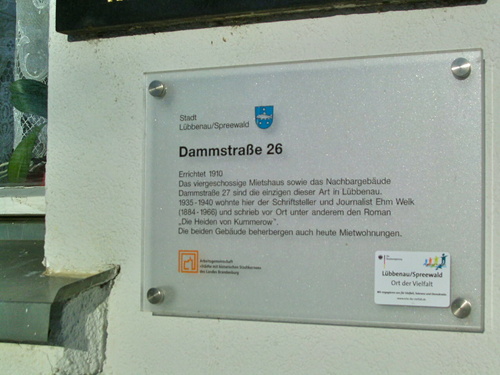 Stadt
Lübbenau/Spreewald
Dammstraße 26
Errichtet 1910
Das viergeschossige Mietshaus sowie das Nachbargebäude
Dammstraße 27 sind die einzigen dieser Art in Lübbenau.
1935-1940 wohnte hier der Schriftsteller und Journalist Ehm Welk
(1884-1966) und schrieb vor Ort unter anderem den Roman
„Die Heiden von Kummerow".
Die beiden Gebäude beherbergen auch heute Mietwohnungen.
Arbeitsgemeinschaft
»Städte mit historischen Stadtkernen«
des Landes Brandenburg
Lübbenau/Spreewald
Ort der Vielfalt